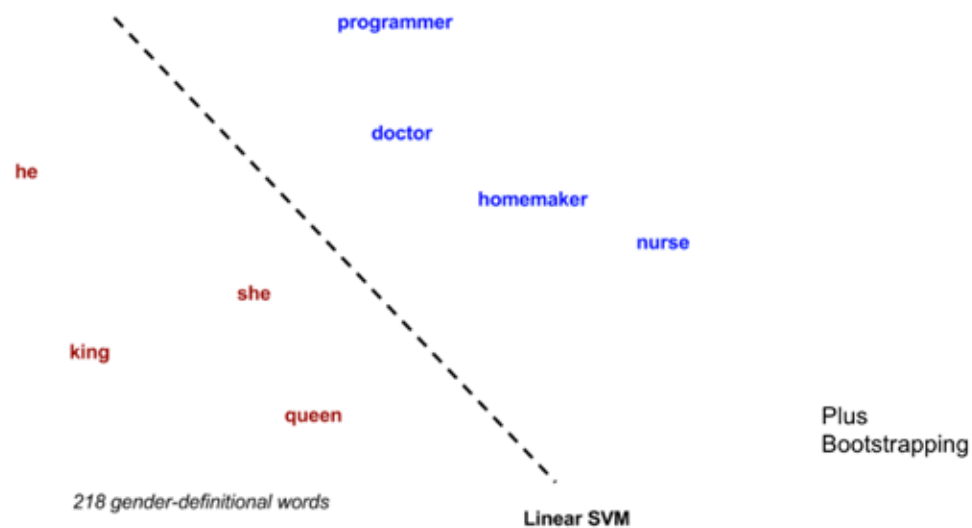 programmer
doctor
he
homemaker
nurse
she
king
queen
Plus
Bootstrapping
218 gender-definitional words
Linear SVM